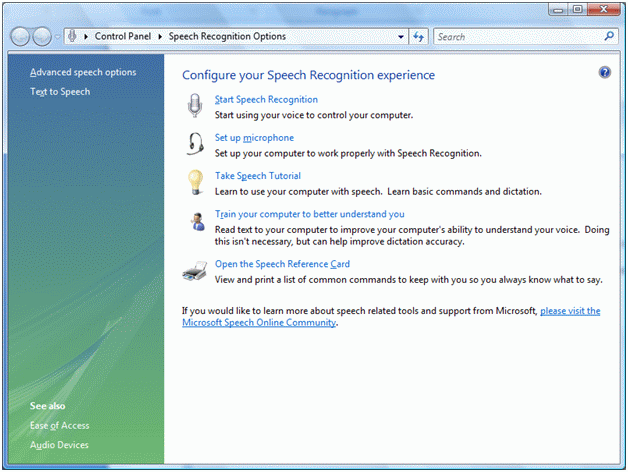 Control Panel ▸ Speech Recognition Options
Search
Advanced speech options
Text to Speech
Configure your Speech Recognition experience
Start Speech Recognition
Start using your voice to control your computer.
Set up microphone
Set up your computer to work properly with Speech Recognition.
Take Speech Tutorial
Learn to use your computer with speech. Learn basic commands and dictation.
Train your computer to better understand you
Read text to your computer to improve your computer's ability to understand your voice. Doing
this isn't necessary, but can help improve dictation accuracy.
Open the Speech Reference Card
View and print a list of common commands to keep with you so you always know what to say.
If you would like to learn more about speech related tools and support from Microsoft, please visit the
Microsoft Speech Online Community.
See also
Ease of Access
Audio Devices